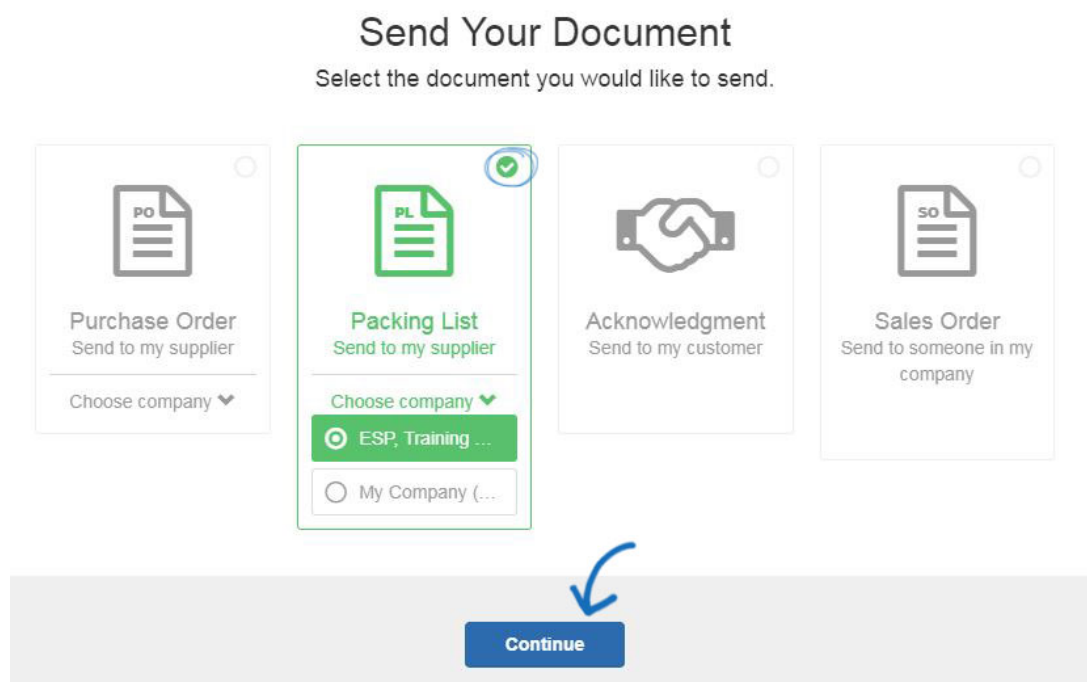 Send Your Document
Select the document you would like to send.
PO
Purchase Order
Send to my supplier
Choose company
PL
Packing List
Send to my supplier
Choose company
ESP, Training ...
My Company (...
Acknowledgment
Send to my customer
SO
Sales Order
Send to someone in my
company
Continue